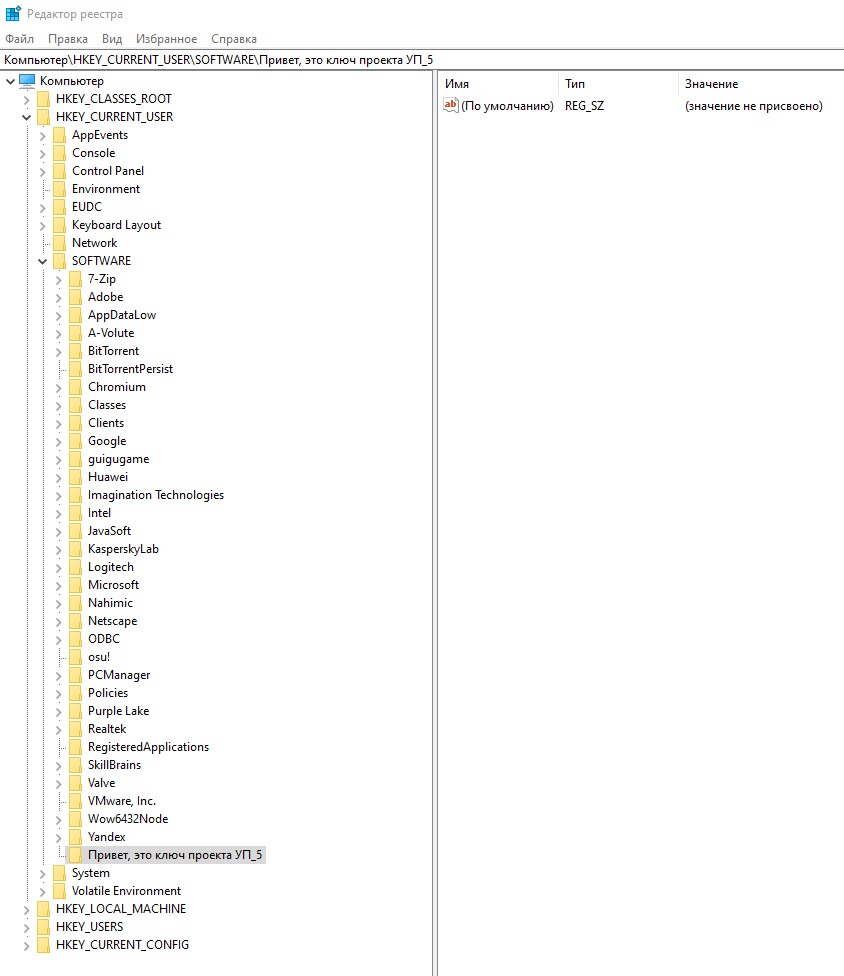 Редактор реестра
Файл Правка Вид Избранное Справка
Компьютер\HKEY_CURRENT_USER\SOFTWARE\Привет, это ключ проекта УП_5
Компьютер
HKEY_CLASSES_ROOT
HKEY_CURRENT_USER
AppEvents
Console
Control Panel
Environment
EUDC
Keyboard Layout
Network
SOFTWARE
7-Zip
Adobe
AppDataLow
A-Volute
BitTorrent
BitTorrentPersist
Chromium
Classes
Clients
Google
guigugame
Huawei
Imagination Technologies
Intel
JavaSoft
KasperskyLab
Logitech
Microsoft
Nahimic
Netscape
ODBC
osu!
PCManager
Policies
Purple Lake
Realtek
RegisteredApplications
SkillBrains
Valve
VMware, Inc.
Wow6432Node
Yandex
Привет, это ключ проекта УП_5
System
Volatile Environment
HKEY_LOCAL_MACHINE
HKEY_USERS
HKEY_CURRENT_CONFIG
Имя Тип Значение
ab (По умолчанию) REG_SZ (значение не присвоено)